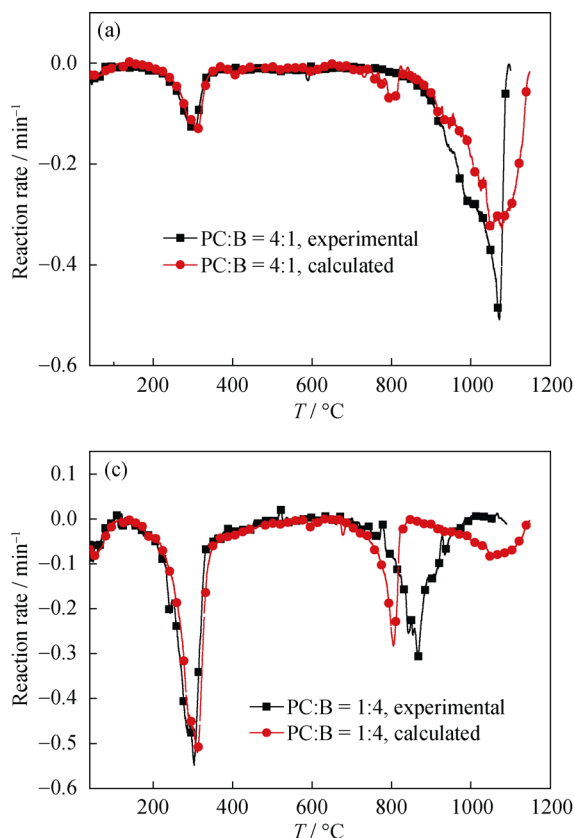 (a)
0.0
−0.2
−0.4
−0.6
Reaction rate / min⁻¹
PC:B = 4:1, experimental
PC:B = 4:1, calculated
200 400 600 800 1000 1200
T / °C
(c)
0.1
0.0
−0.1
−0.2
−0.3
−0.4
−0.5
−0.6
Reaction rate / min⁻¹
PC:B = 1:4, experimental
PC:B = 1:4, calculated
200 400 600 800 1000 1200
T / °C